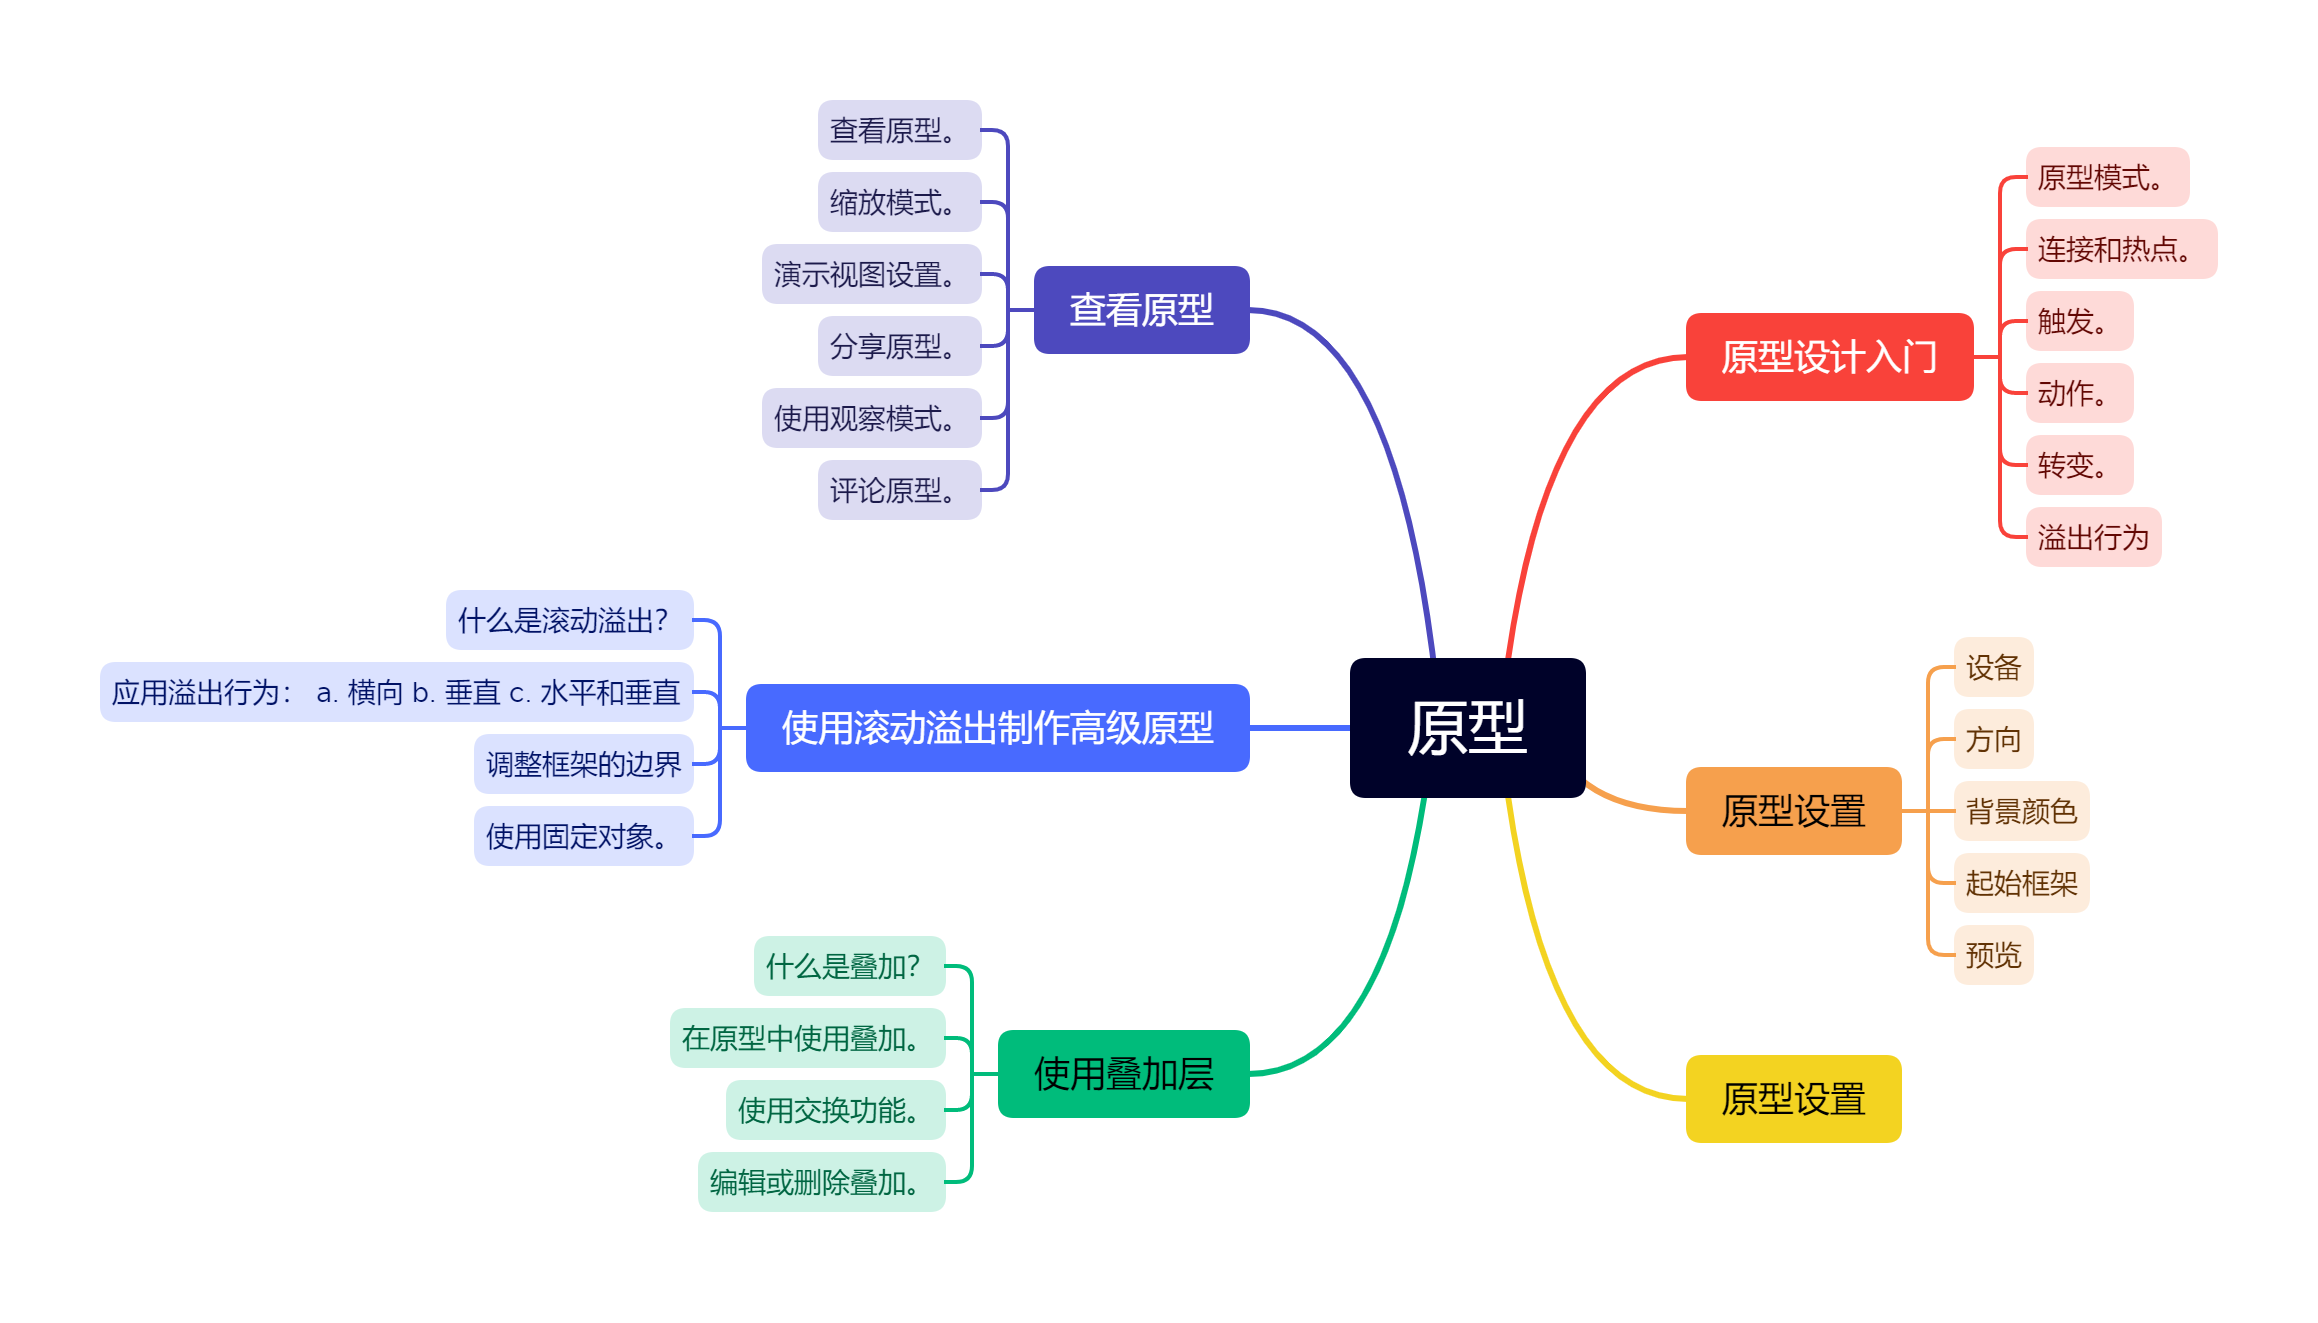 原型
原型设计入门
原型模式。
连接和热点。
触发。
动作。
转变。
溢出行为
原型设置
设备
方向
背景颜色
起始框架
预览
原型设置
使用叠加层
什么是叠加？
在原型中使用叠加。
使用交换功能。
编辑或删除叠加。
使用滚动溢出制作高级原型
什么是滚动溢出？
应用溢出行为： a. 横向 b. 垂直 c. 水平和垂直
调整框架的边界
使用固定对象。
查看原型
查看原型。
缩放模式。
演示视图设置。
分享原型。
使用观察模式。
评论原型。